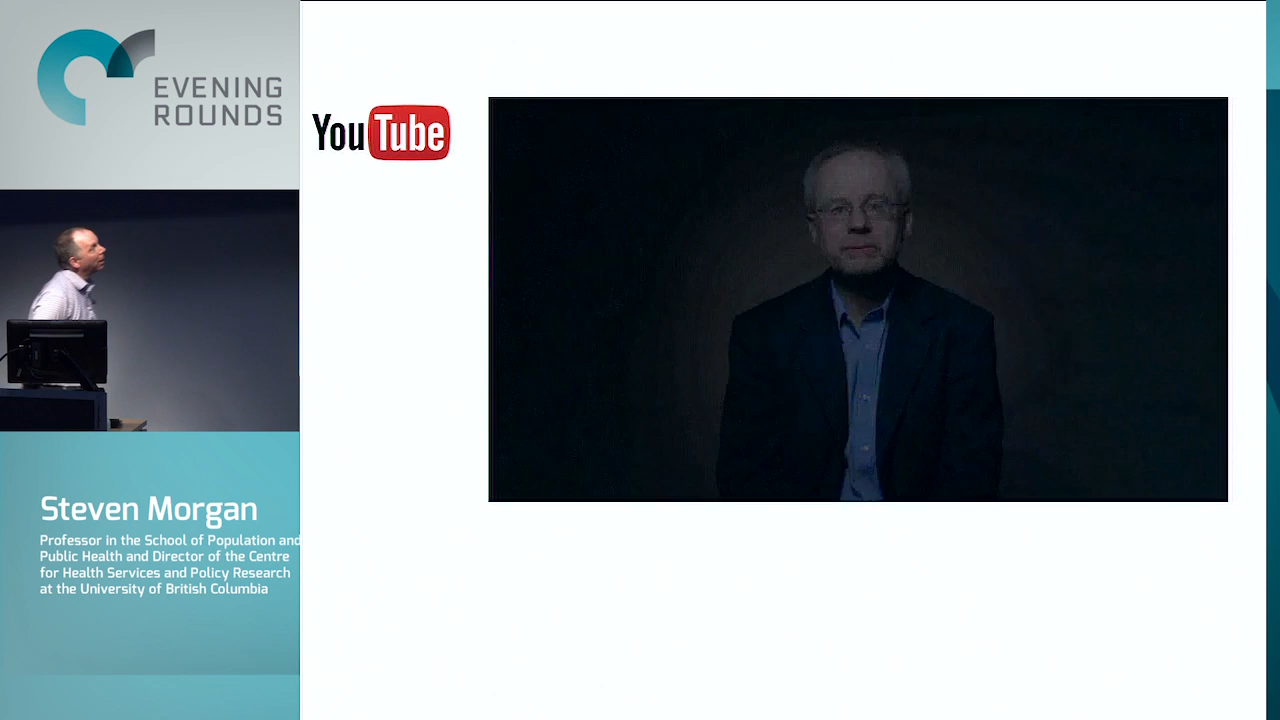 EVENING
ROUNDS
YouTube
Steven Morgan
Professor in the School of Population and
Public Health and Director of the Centre
for Health Services and Policy Research
at the University of British Columbia